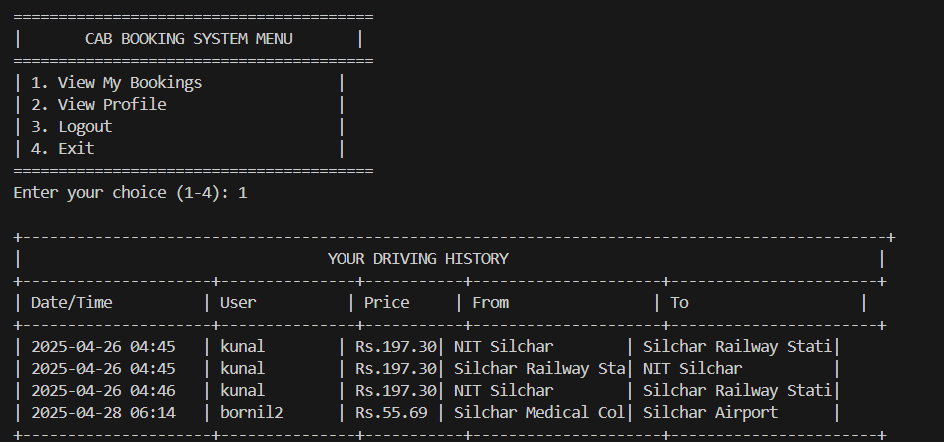 ========================================
|       CAB BOOKING SYSTEM MENU       |
========================================
| 1. View My Bookings               |
| 2. View Profile                   |
| 3. Logout                         |
| 4. Exit                           |
========================================
Enter your choice (1-4): 1
+------------------------------------------------------------------------------------------------+
|                                  YOUR DRIVING HISTORY                                         |
+---------------------+---------------+-----------+---------------------+-----------------------+
| Date/Time          | User          | Price     | From                | To                   |
+---------------------+---------------+-----------+---------------------+-----------------------+
| 2025-04-26 04:45   | kunal        | Rs.197.30| NIT Silchar        | Silchar Railway Stati|
| 2025-04-26 04:45   | kunal        | Rs.197.30| Silchar Railway Sta| NIT Silchar          |
| 2025-04-26 04:46   | kunal        | Rs.197.30| NIT Silchar        | Silchar Railway Stati|
| 2025-04-28 06:14   | bornil2      | Rs.55.69 | Silchar Medical Col| Silchar Airport      |
+---------------------+---------------+-----------+---------------------+-----------------------+